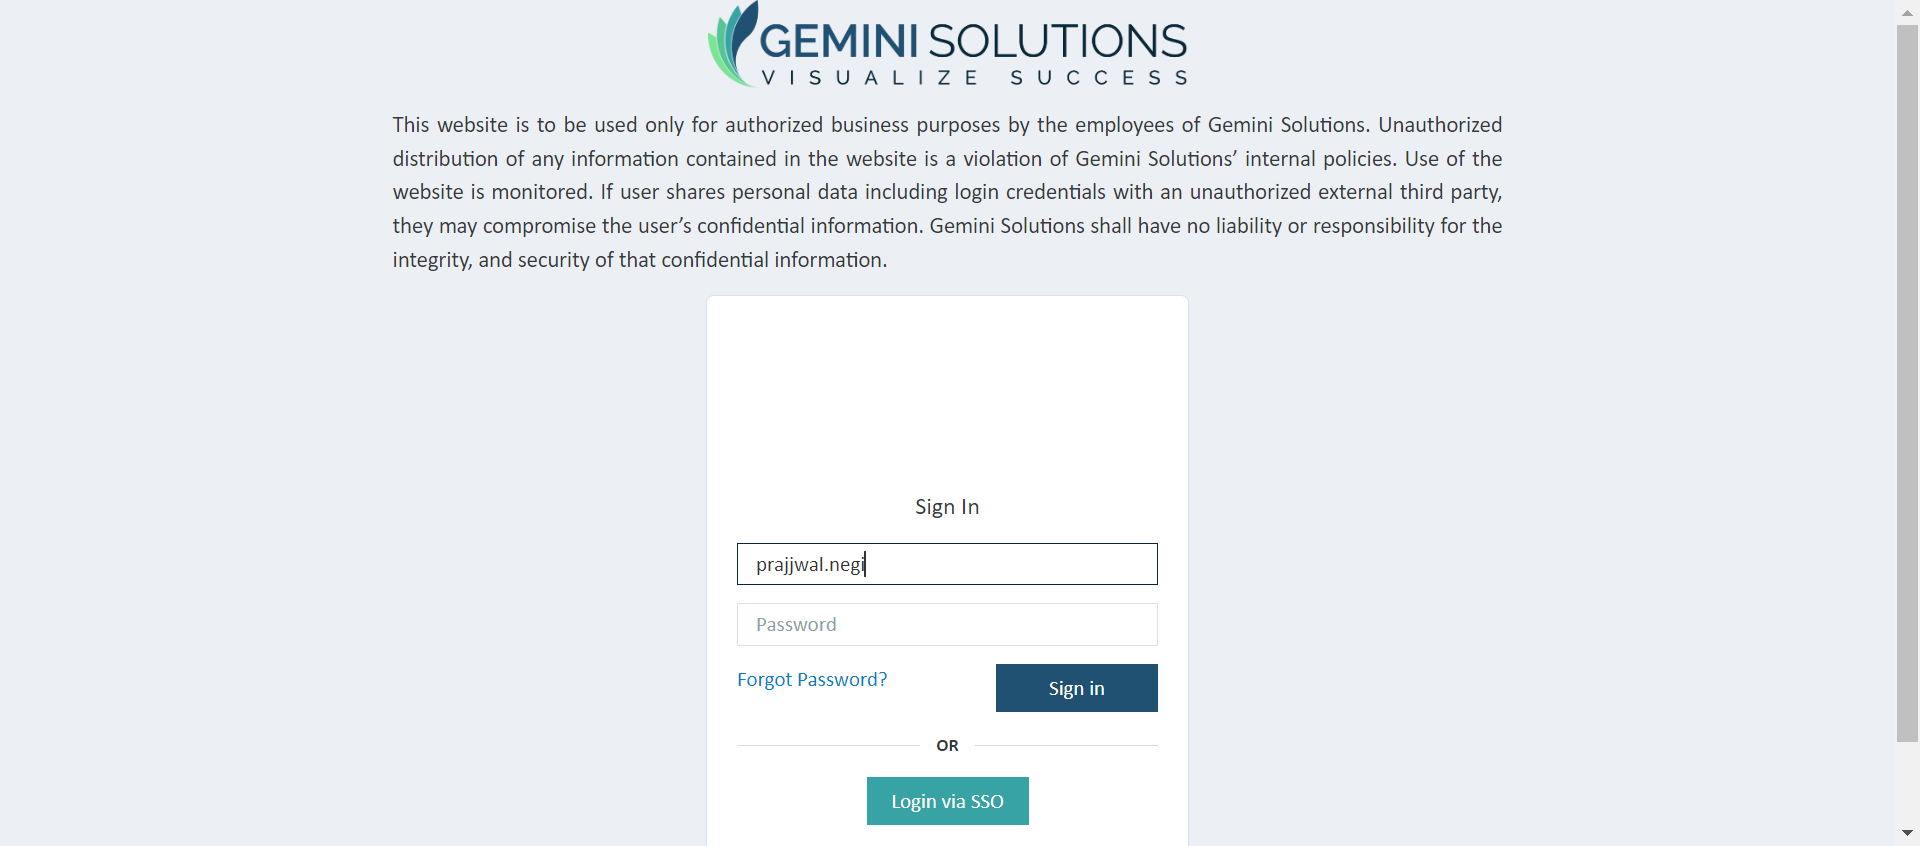 GEMINI SOLUTIONS
VISUALIZE SUCCESS
This website is to be used only for authorized business purposes by the employees of Gemini Solutions. Unauthorized
distribution of any information contained in the website is a violation of Gemini Solutions’ internal policies. Use of the
website is monitored. If user shares personal data including login credentials with an unauthorized external third party,
they may compromise the user’s confidential information. Gemini Solutions shall have no liability or responsibility for the
integrity, and security of that confidential information.
Sign In
prajjwal.negi
Password
Forgot Password?
Sign in
OR
Login via SSO